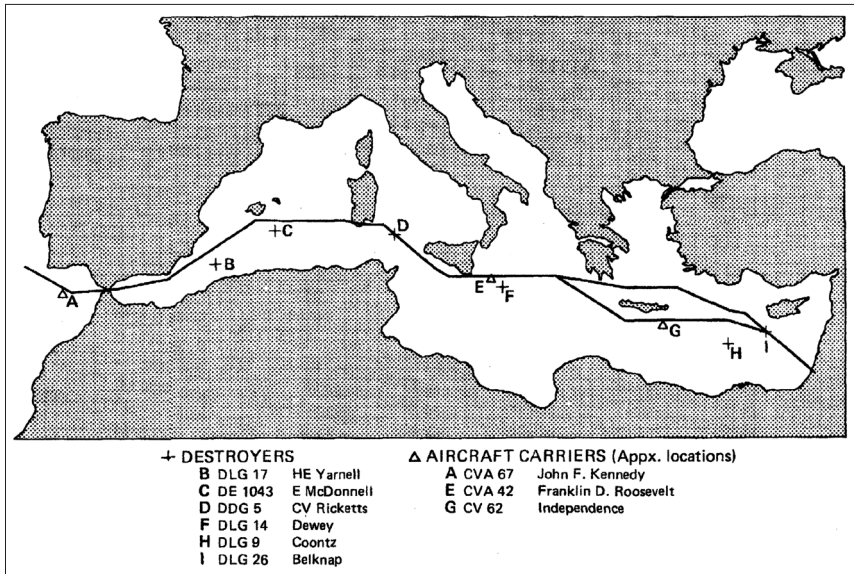 A
B
C
D
E
F
G
H
I
DESTROYERS
B DLG 17 HE Yarnell
C DE 1043 E McDonnell
D DDG 5 CV Ricketts
F DLG 14 Dewey
H DLG 9 Coontz
I DLG 26 Belknap
AIRCRAFT CARRIERS (Appx. locations)
A CVA 67 John F. Kennedy
E CVA 42 Franklin D. Roosevelt
G CV 62 Independence